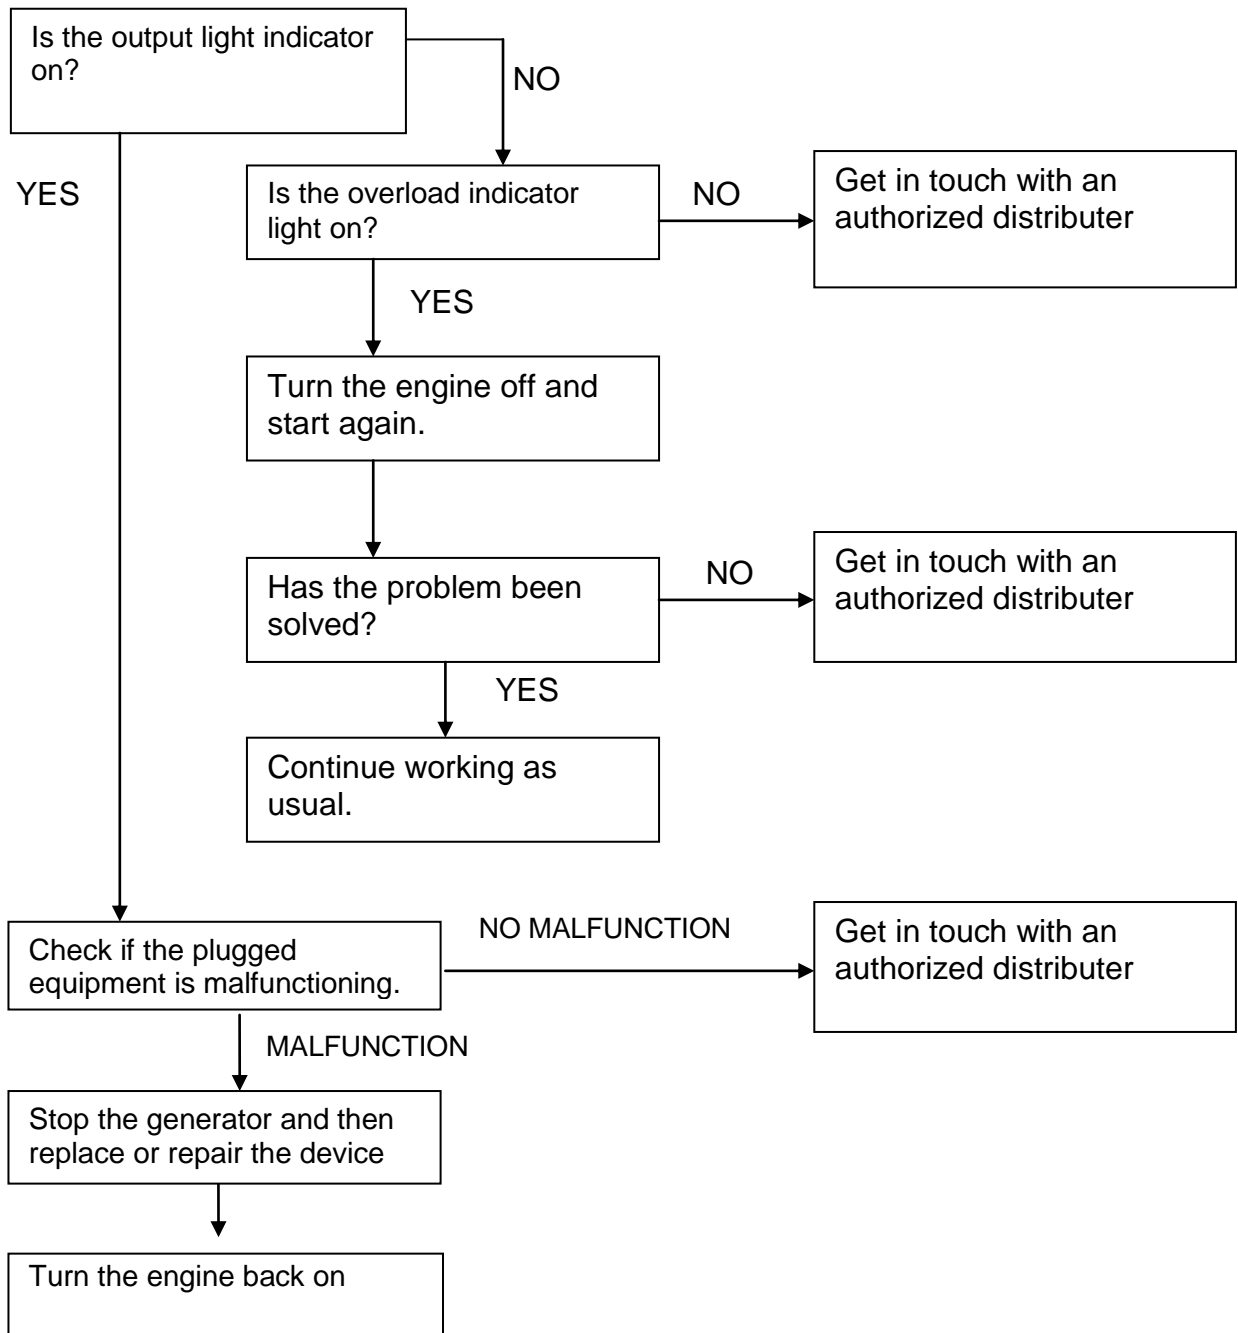 Is the output light indicator
on?
NO
YES
Is the overload indicator
light on?
NO
Get in touch with an
authorized distributer
YES
Turn the engine off and
start again.
Has the problem been
solved?
NO
Get in touch with an
authorized distributer
YES
Continue working as
usual.
Check if the plugged
equipment is malfunctioning.
NO MALFUNCTION
Get in touch with an
authorized distributer
MALFUNCTION
Stop the generator and then
replace or repair the device
Turn the engine back on